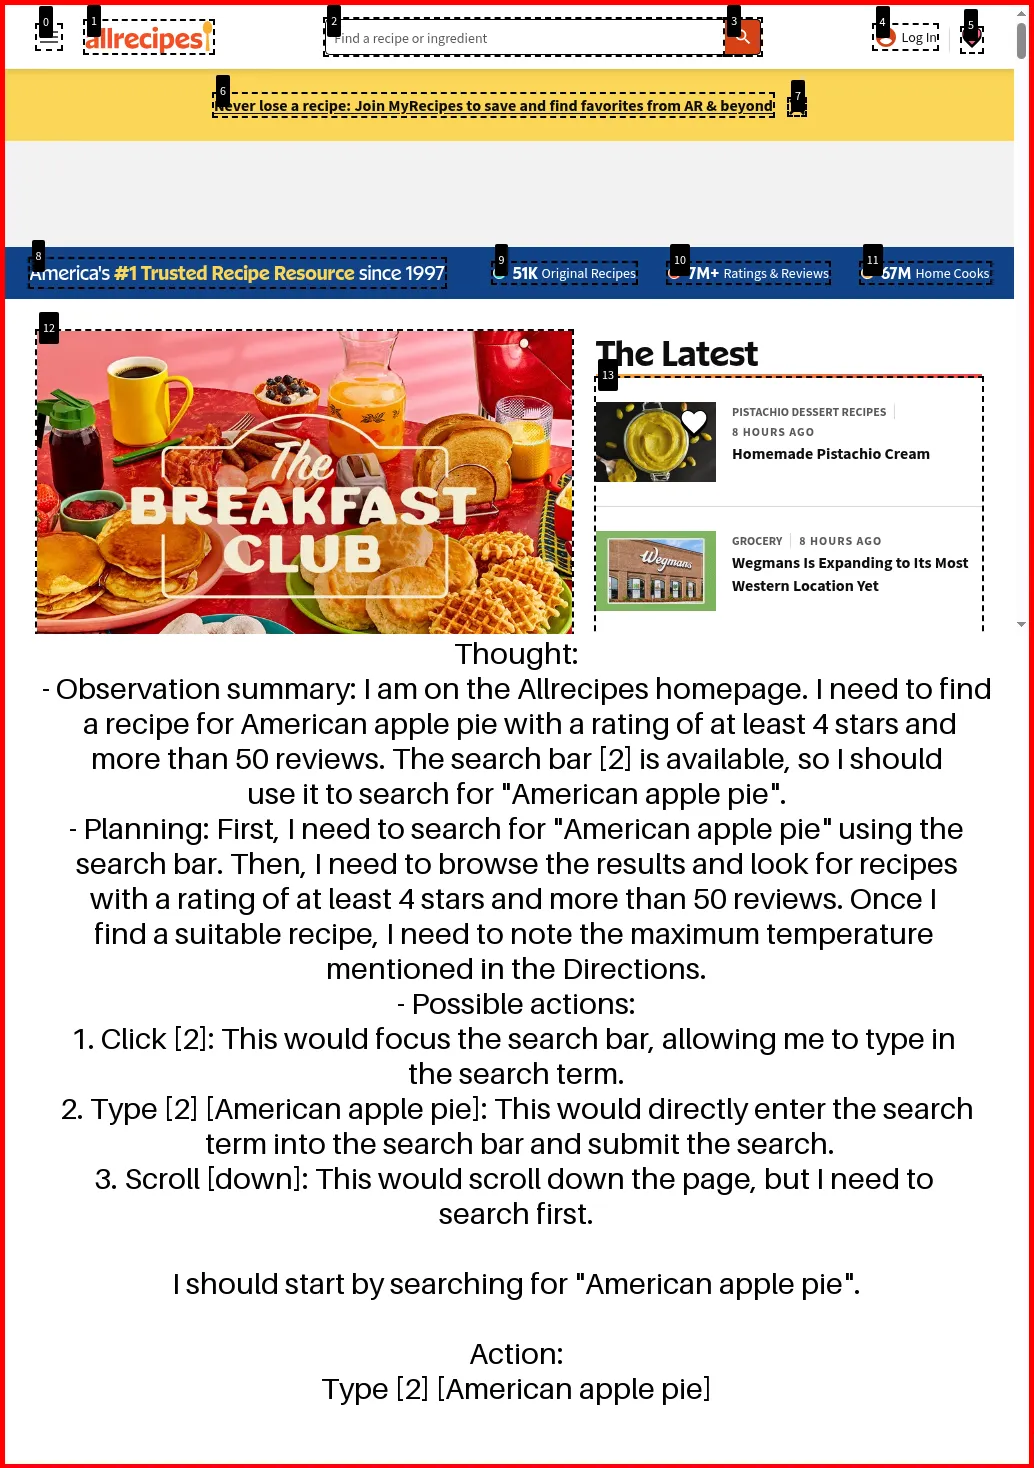 0
1
allrecipes
2
Find a recipe or ingredient
3
4
Log In
5
6
Never lose a recipe: Join MyRecipes to save and find favorites from AR & beyond
7
8
America's #1 Trusted Recipe Resource since 1997
9
51K Original Recipes
10
7M+ Ratings & Reviews
11
67M Home Cooks
12
The
BREAKFAST
CLUB
The Latest
13
PISTACHIO DESSERT RECIPES
8 HOURS AGO
Homemade Pistachio Cream
Wegmans
GROCERY
8 HOURS AGO
Wegmans Is Expanding to Its Most
Western Location Yet
Thought:
- Observation summary: I am on the Allrecipes homepage. I need to find
a recipe for American apple pie with a rating of at least 4 stars and
more than 50 reviews. The search bar [2] is available, so I should
use it to search for "American apple pie".
- Planning: First, I need to search for "American apple pie" using the
search bar. Then, I need to browse the results and look for recipes
with a rating of at least 4 stars and more than 50 reviews. Once I
find a suitable recipe, I need to note the maximum temperature
mentioned in the Directions.
- Possible actions:
1. Click [2]: This would focus the search bar, allowing me to type in
the search term.
2. Type [2] [American apple pie]: This would directly enter the search
term into the search bar and submit the search.
3. Scroll [down]: This would scroll down the page, but I need to
search first.
I should start by searching for "American apple pie".
Action:
Type [2] [American apple pie]